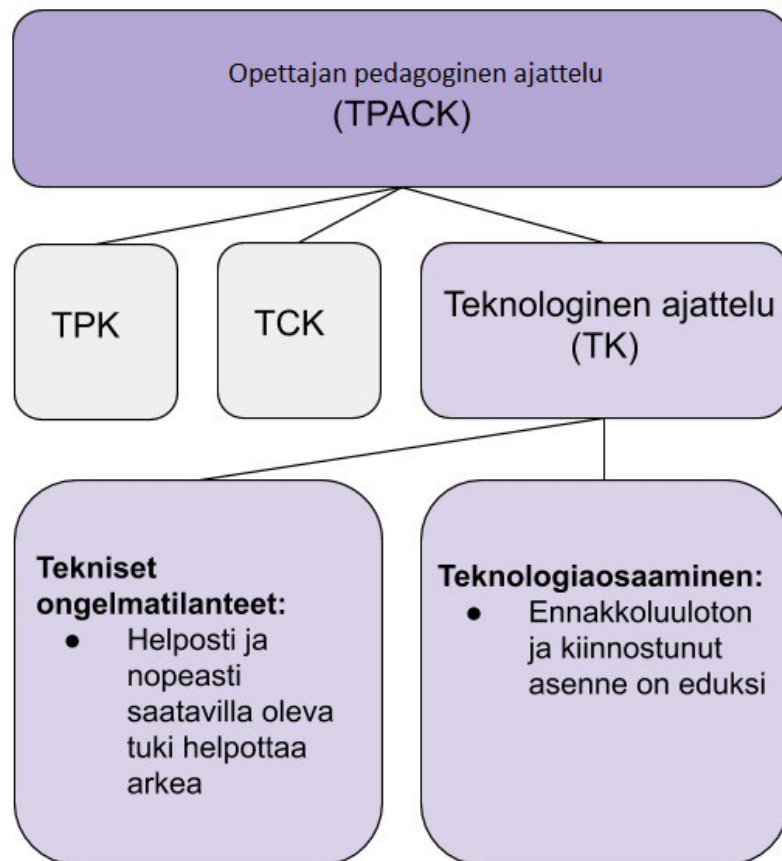 Opettajan pedagoginen ajattelu
(TPACK)
TPK
TCK
Teknologinen ajattelu
(TK)
Tekniset
ongelmatilanteet:
● Helposti ja
nopeasti
saatavilla oleva
tuki helpottaa
arkea
Teknologiaosaaminen:
● Ennakkoluuloton
ja kiinnostunut
asenne on eduksi